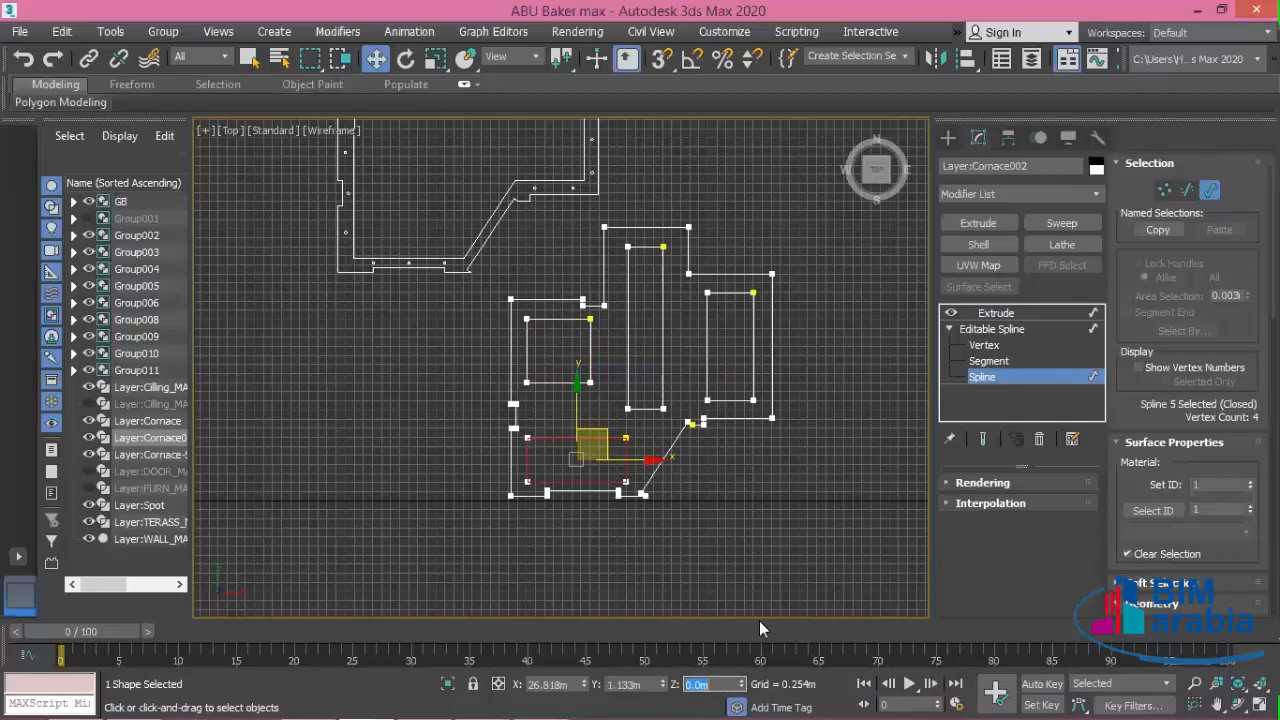 ABU Baker.max - Autodesk 3ds Max 2020
File Edit Tools Group Views Create Modifiers Animation Graph Editors Rendering Civil View Customize Scripting Interactive » Sign In Workspaces: Default
All View Create Selection Se C:\Users\H...s Max 2020
Modeling Freeform Selection Object Paint Populate
Polygon Modeling
Select Display Edit
[+] [Top] [Standard] [Wireframe]
Name (Sorted Ascending)
GB
Group001
Group002
Group003
Group004
Group005
Group006
Group008
Group009
Group010
Group011
Layer:Cilling_MA
Layer:Cilling_MA
Layer:Cornace
Layer:Cornace0
Layer:Cornace-S
Layer:DOOR_M
Layer:FURN_MA
Layer:Spot
Layer:TERASS_M
Layer:WALL_MA
N
W TOP E
S
y
x
Layer:Cornace002
Modifier List
Extrude Sweep
Shell Lathe
UVW Map FFD Select
Surface Select
Extrude
Editable Spline
Vertex
Segment
Spline
Rendering
Interpolation
Selection
Named Selections:
Copy Paste
Lock Handles
Alike All
Area Selection: 0.003
Segment End
Select By...
Display
Show Vertex Numbers
Selected Only
Spline 5 Selected (Closed)
Vertex Count: 4
Surface Properties
Material:
Set ID: 1
Select ID 1
Clear Selection
Soft Selection
Geometry
BIM
arabia
0 / 100
0 5 10 15 20 25 30 35 40 45 50 55 60 65 70 75 80 85 90 95 100
1 Shape Selected X: 26.818m Y: 1.133m Z: 0.0m Grid = 0.254m Auto Key Selected
MAXScript Mi Click or click-and-drag to select objects Add Time Tag 0 Set Key Key Filters...